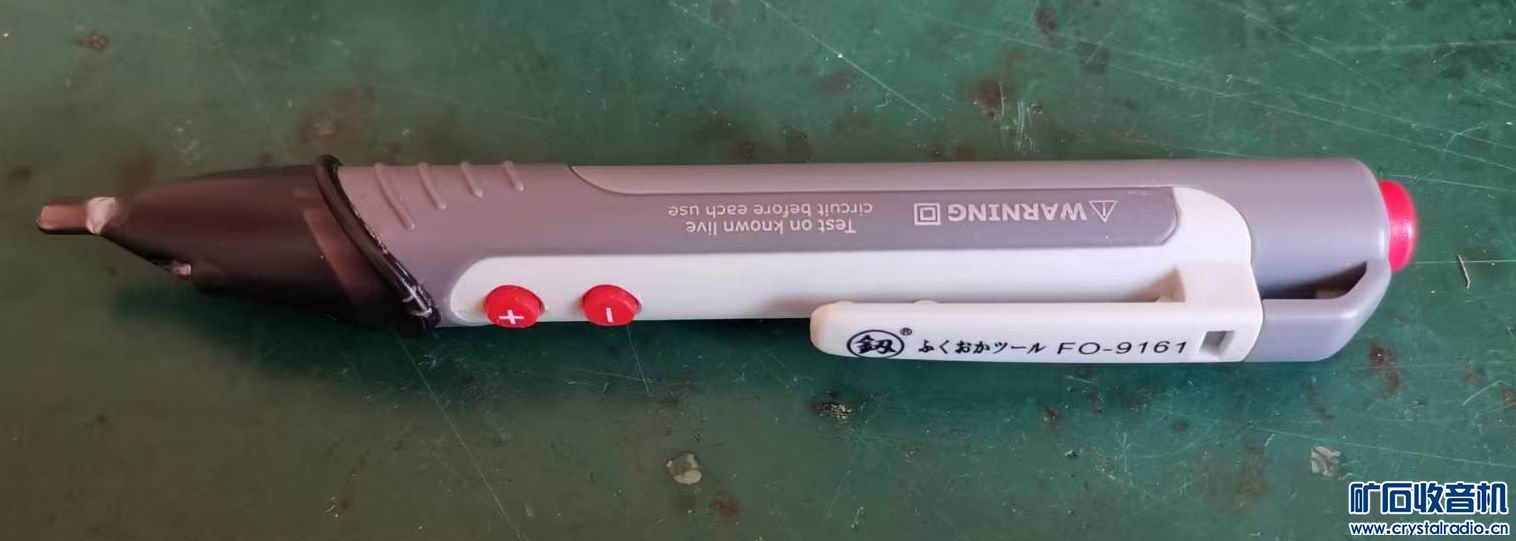 ⚠WARNING
Test on known live
circuit before each use
+
−
釼®ふくおかツール FO-9161
矿石收音机
www.crystalradio.cn